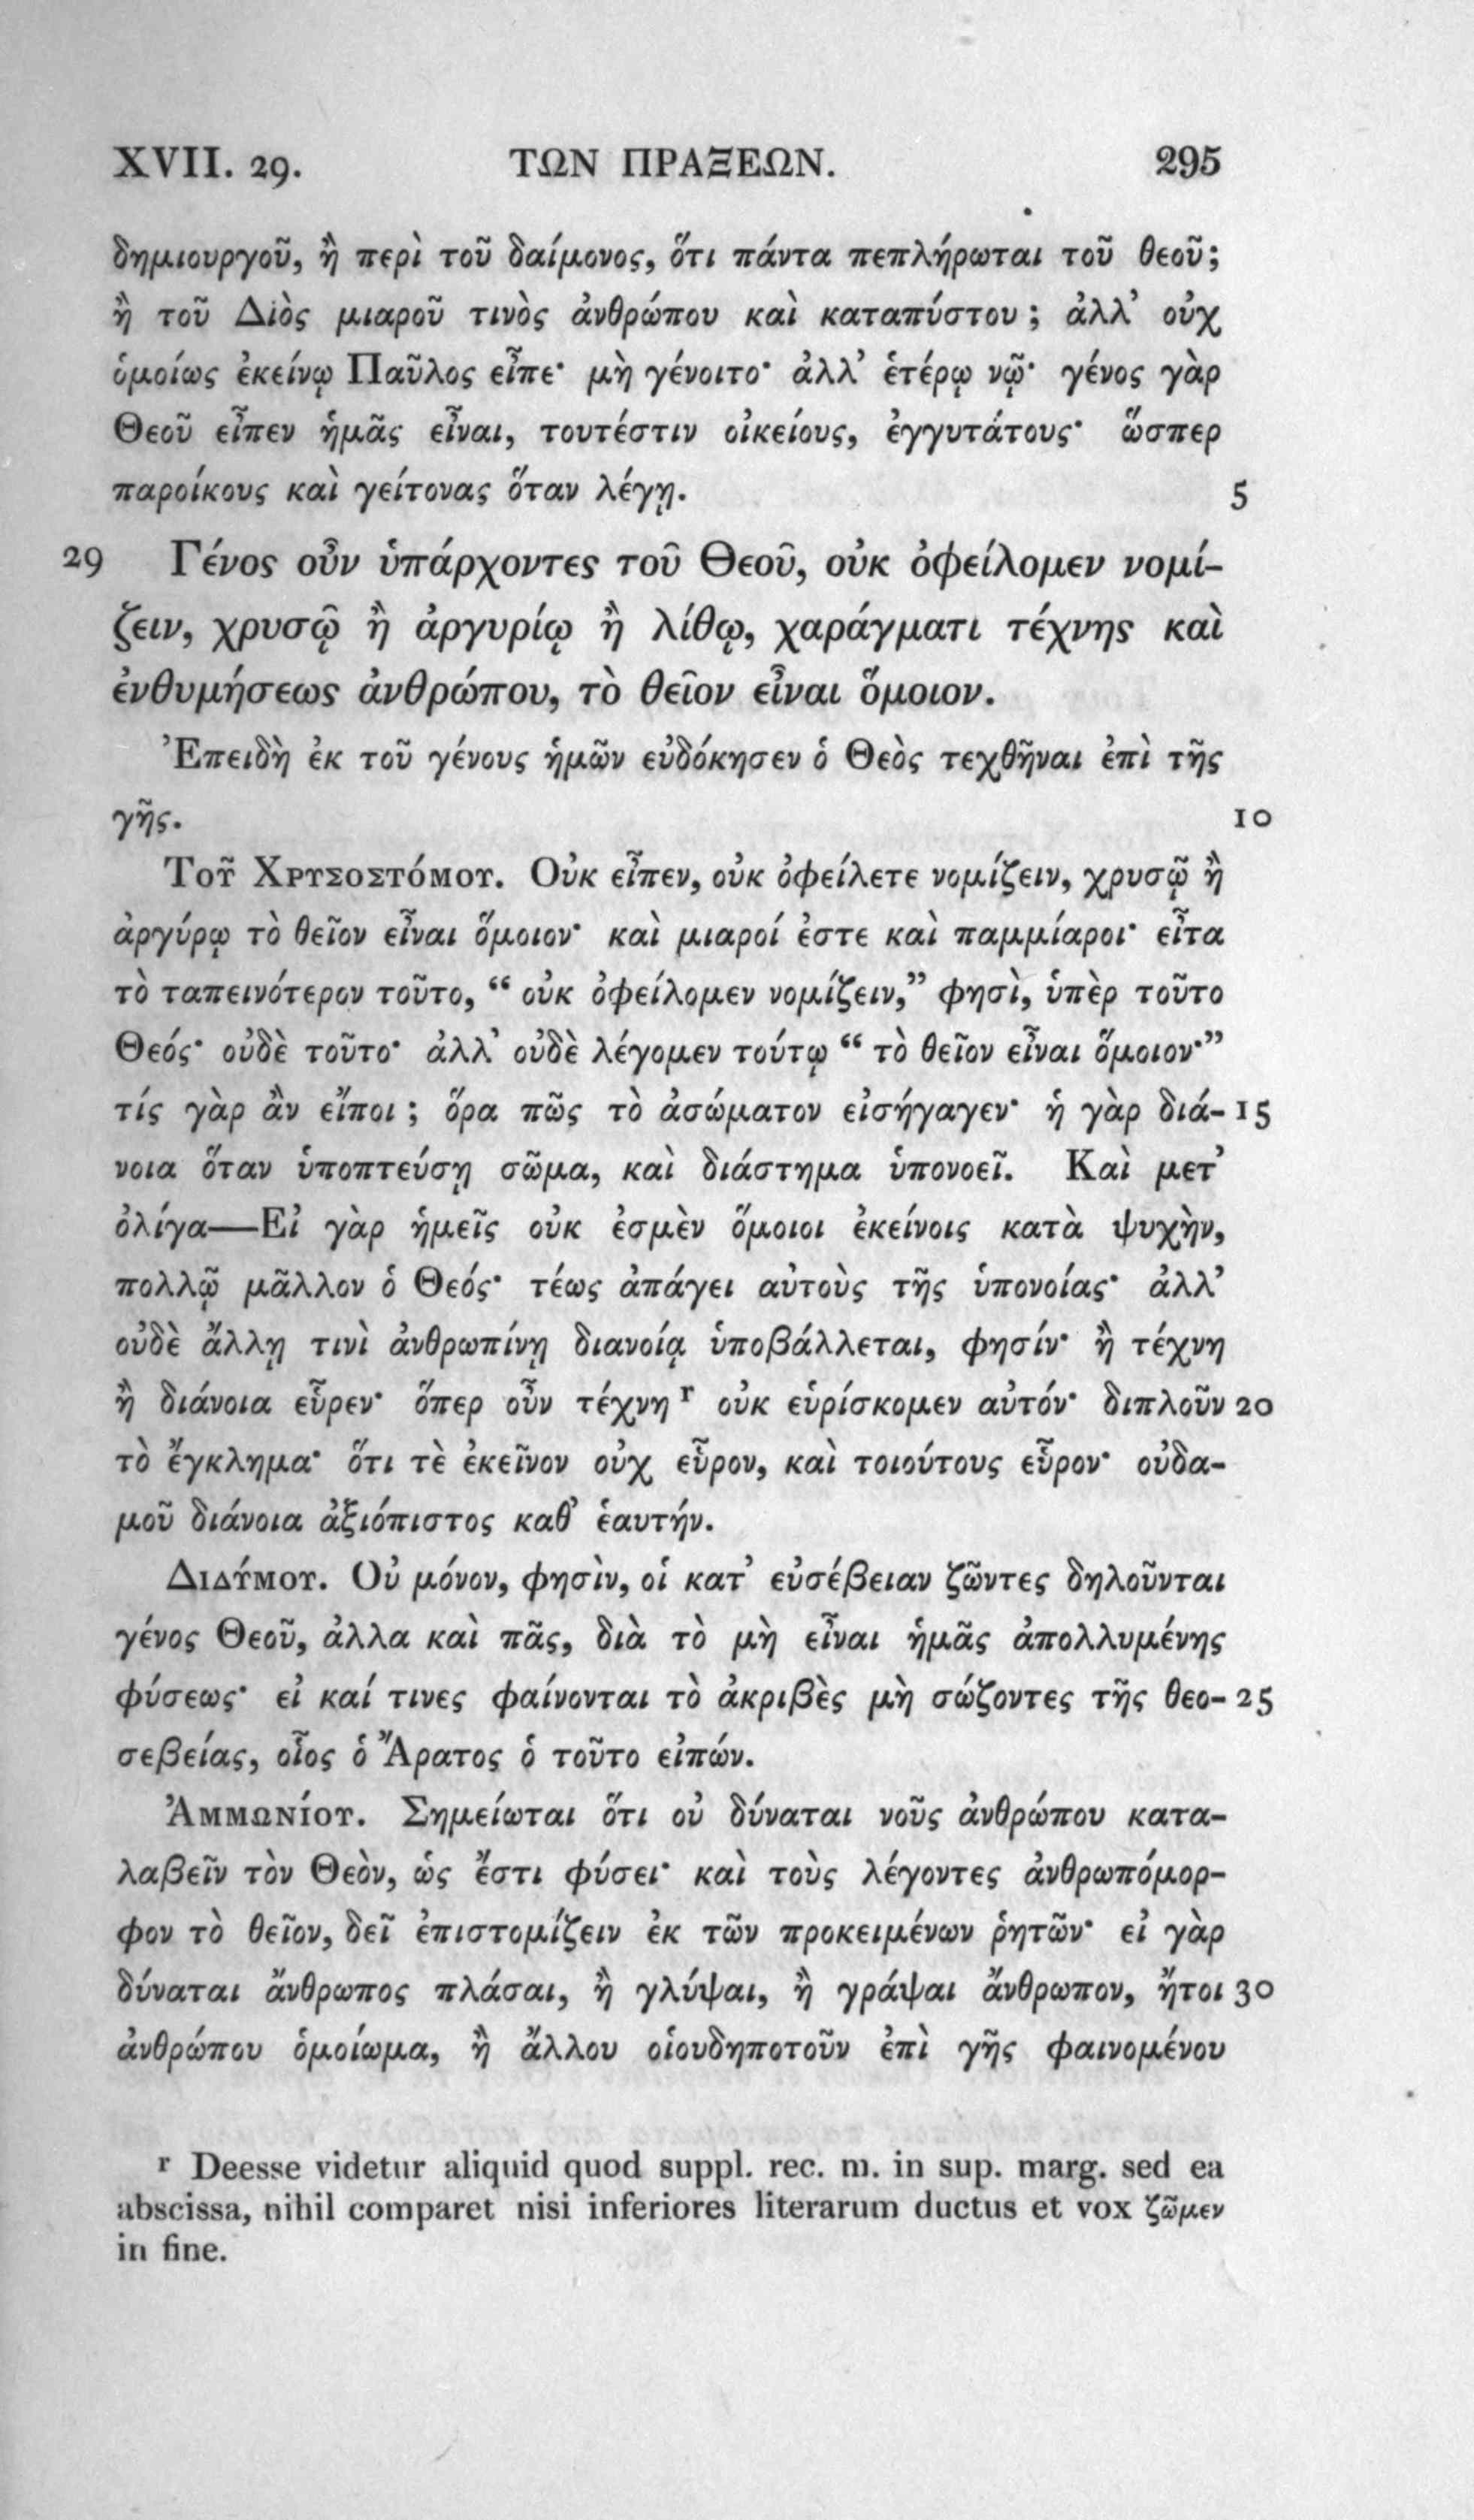 XVII. 29. ΤΩΝ ΠΡΑΞΕΩΝ. 295
δημιουργοῦ, ἢ περὶ τοῦ δαίμονος, ὅτι πάντα πεπλήρωται τοῦ θεοῦ;
ἢ τοῦ Διὸς μιαροῦ τινὸς ἀνθρώπου καὶ καταπύστου; ἀλλ᾽ οὐχ
ὁμοίως ἐκείνῳ Παῦλος εἶπε· μὴ γένοιτο· ἀλλ᾽ ἑτέρῳ νῷ· γένος γὰρ
Θεοῦ εἶπεν ἡμᾶς εἶναι, τουτέστιν οἰκείους, ἐγγυτάτους· ὥσπερ
παροίκους καὶ γείτονας ὅταν λέγῃ. 5
29 Γένος οὖν ὑπάρχοντες τοῦ Θεοῦ, οὐκ ὀφείλομεν νομί-
ζειν, χρυσῷ ἢ ἀργυρίῳ ἢ λίθῳ, χαράγματι τέχνης καὶ
ἐνθυμήσεως ἀνθρώπου, τὸ θεῖον εἶναι ὅμοιον.
Ἐπειδὴ ἐκ τοῦ γένους ἡμῶν εὐδόκησεν ὁ Θεὸς τεχθῆναι ἐπὶ τῆς
γῆς. 10
Τοῦ Χρυσοστόμου. Οὐκ εἶπεν, οὐκ ὀφείλετε νομίζειν, χρυσῷ ἢ
ἀργύρῳ τὸ θεῖον εἶναι ὅμοιον· καὶ μιαροί ἐστε καὶ παμμίαροι· εἶτα
τὸ ταπεινότερον τοῦτο, “ οὐκ ὀφείλομεν νομίζειν,” φησὶ, ὑπὲρ τοῦτο
Θεός· οὐδὲ τοῦτο· ἀλλ᾽ οὐδὲ λέγομεν τούτῳ “ τὸ θεῖον εἶναι ὅμοιον·”
τίς γὰρ ἂν εἴποι; ὅρα πῶς τὸ ἀσώματον εἰσήγαγεν· ἡ γὰρ διά- 15
νοια ὅταν ὑποπτεύσῃ σῶμα, καὶ διάστημα ὑπονοεῖ. Καὶ μετ᾽
ὀλίγα—Εἰ γὰρ ἡμεῖς οὐκ ἐσμὲν ὅμοιοι ἐκείνοις κατὰ ψυχὴν,
πολλῷ μᾶλλον ὁ Θεός· τέως ἀπάγει αὐτοὺς τῆς ὑπονοίας· ἀλλ᾽
οὐδὲ ἄλλῃ τινὶ ἀνθρωπίνῃ διανοίᾳ ὑποβάλλεται, φησίν· ἢ τέχνη
ἢ διάνοια εὗρεν· ὅπερ οὖν τέχνη r οὐκ εὑρίσκομεν αὐτόν· διπλοῦν 20
τὸ ἔγκλημα· ὅτι τὲ ἐκεῖνον οὐχ εὗρον, καὶ τοιούτους εὗρον· οὐδα-
μοῦ διάνοια ἀξιόπιστος καθ᾽ ἑαυτήν.
Διδύμου. Οὐ μόνον, φησὶν, οἱ κατ᾽ εὐσέβειαν ζῶντες δηλοῦνται
γένος Θεοῦ, ἀλλα καὶ πᾶς, διὰ τὸ μὴ εἶναι ἡμᾶς ἀπολλυμένης
φύσεως· εἰ καί τινες φαίνονται τὸ ἀκριβὲς μὴ σώζοντες τῆς θεο- 25
σεβείας, οἷος ὁ Ἄρατος ὁ τοῦτο εἰπών.
Ἀμμωνίου. Σημείωται ὅτι οὐ δύναται νοῦς ἀνθρώπου κατα-
λαβεῖν τὸν Θεὸν, ὡς ἔστι φύσει· καὶ τοὺς λέγοντες ἀνθρωπόμορ-
φον τὸ θεῖον, δεῖ ἐπιστομίζειν ἐκ τῶν προκειμένων ῥητῶν· εἰ γὰρ
δύναται ἄνθρωπος πλάσαι, ἢ γλύψαι, ἢ γράψαι ἄνθρωπον, ἤτοι 30
ἀνθρώπου ὁμοίωμα, ἢ ἄλλου οἱουδηποτοῦν ἐπὶ γῆς φαινομένου
r Deesse videtur aliquid quod suppl. rec. m. in sup. marg. sed ea
abscissa, nihil comparet nisi inferiores literarum ductus et vox ζῶμεν
in fine.